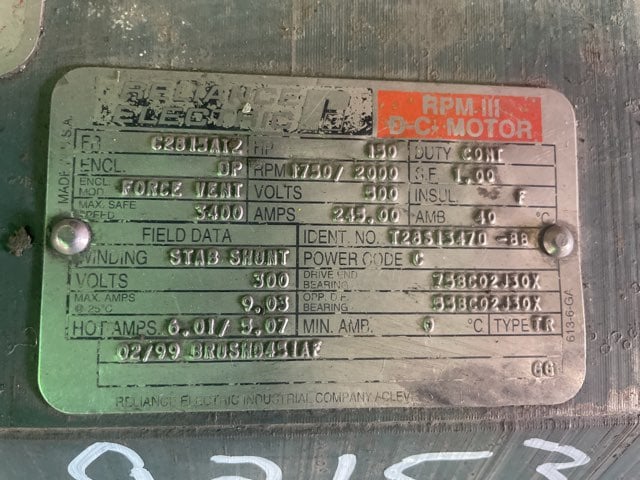 RELIANCE ELECTRIC
RPM III
D-C MOTOR
MADE IN U.S.A.
FR. C2815ATZ HP 150 DUTY CONT
ENCL. DP RPM 1750/ 2000 S.F. 1.00
ENCL. MOD. FORCE VENT VOLTS 500 INSUL. F
MAX. SAFE SPEED 3400 AMPS 245.00 AMB. 40 °C
FIELD DATA IDENT. NO. T28S13470 -BB
WINDING STAB SHUNT POWER CODE C
VOLTS 300 DRIVE END BEARING 75BC02J30X
MAX. AMPS @ 25°C 9.03 OPP. D.E. BEARING 55BC02J30X
HOT AMPS. 6.01/ 5.07 MIN. AMB. 0 °C TYPE TR
02/99 BRUSH0451AF
GG
RELIANCE ELECTRIC INDUSTRIAL COMPANY /CLEV
613-6-GA
02153